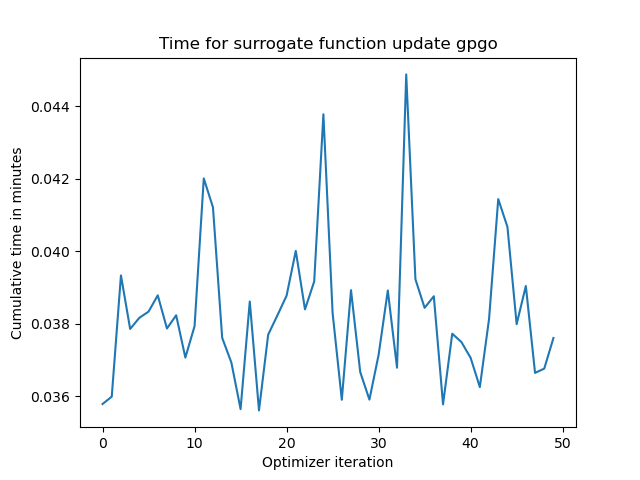 Time for surrogate function update gpgo
Cumulative time in minutes
0.044
0.042
0.040
0.038
0.036
0 10 20 30 40 50
Optimizer iteration